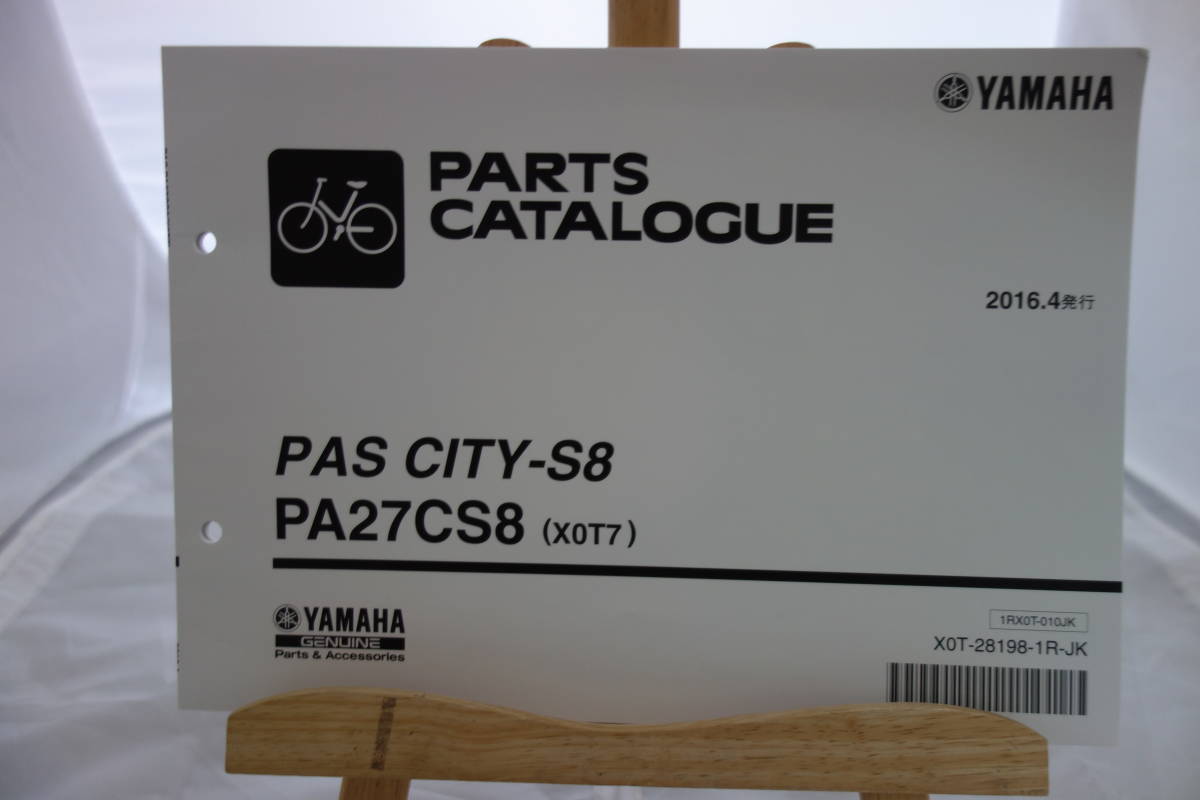 YAMAHA
PARTS
CATALOGUE
2016.4発行
PAS CITY-S8
PA27CS8 (X0T7)
YAMAHA
GENUINE
Parts & Accessories
1RX0T-010JK
X0T-28198-1R-JK